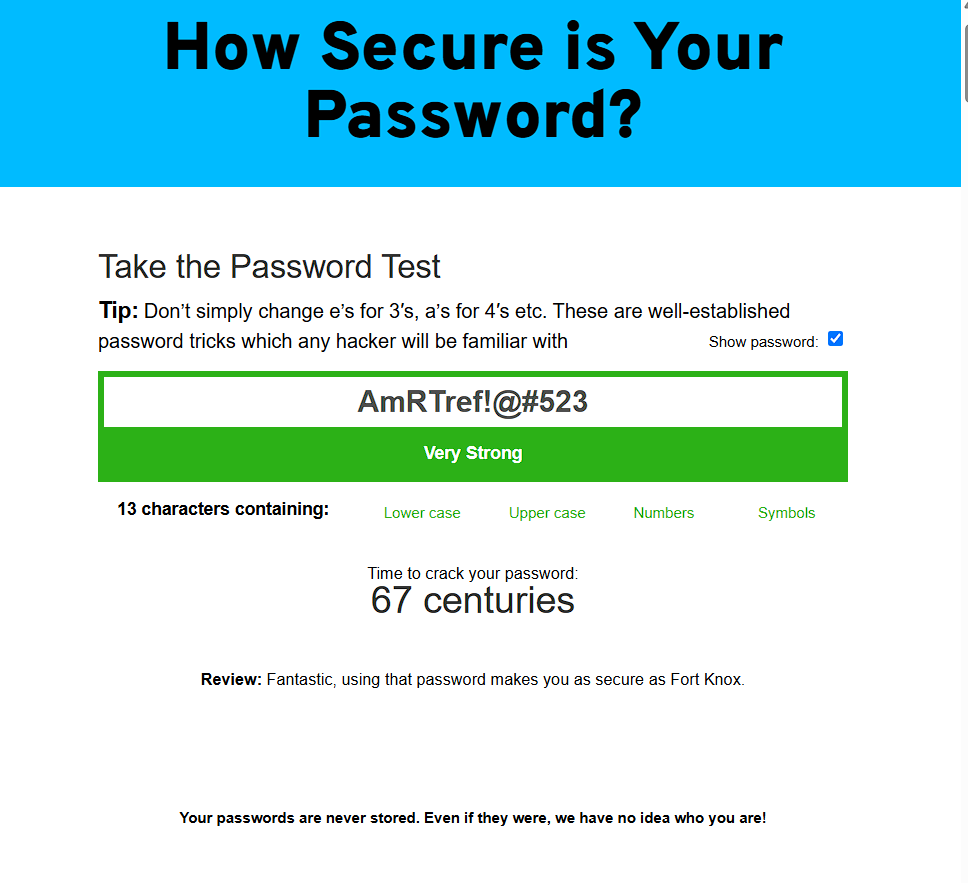 How Secure is Your
Password?
Take the Password Test
Tip: Don’t simply change e’s for 3′s, a’s for 4′s etc. These are well-established
password tricks which any hacker will be familiar with
Show password:
AmRTref!@#523
Very Strong
13 characters containing: Lower case Upper case Numbers Symbols
Time to crack your password:
67 centuries
Review: Fantastic, using that password makes you as secure as Fort Knox.
Your passwords are never stored. Even if they were, we have no idea who you are!